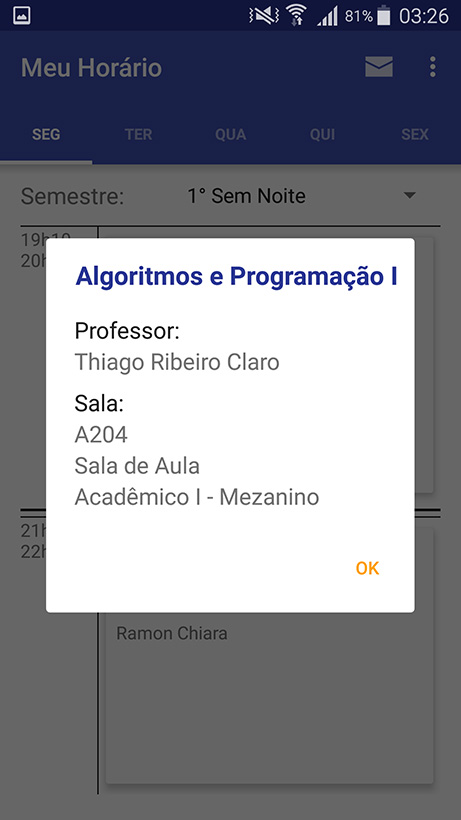 81% 03:26
Meu Horário
SEG TER QUA QUI SEX
Semestre: 1° Sem Noite
19h10
20h
Algoritmos e Programação I
Professor:
Thiago Ribeiro Claro
Sala:
A204
Sala de Aula
Acadêmico I - Mezanino
OK
21h
22h
Ramon Chiara